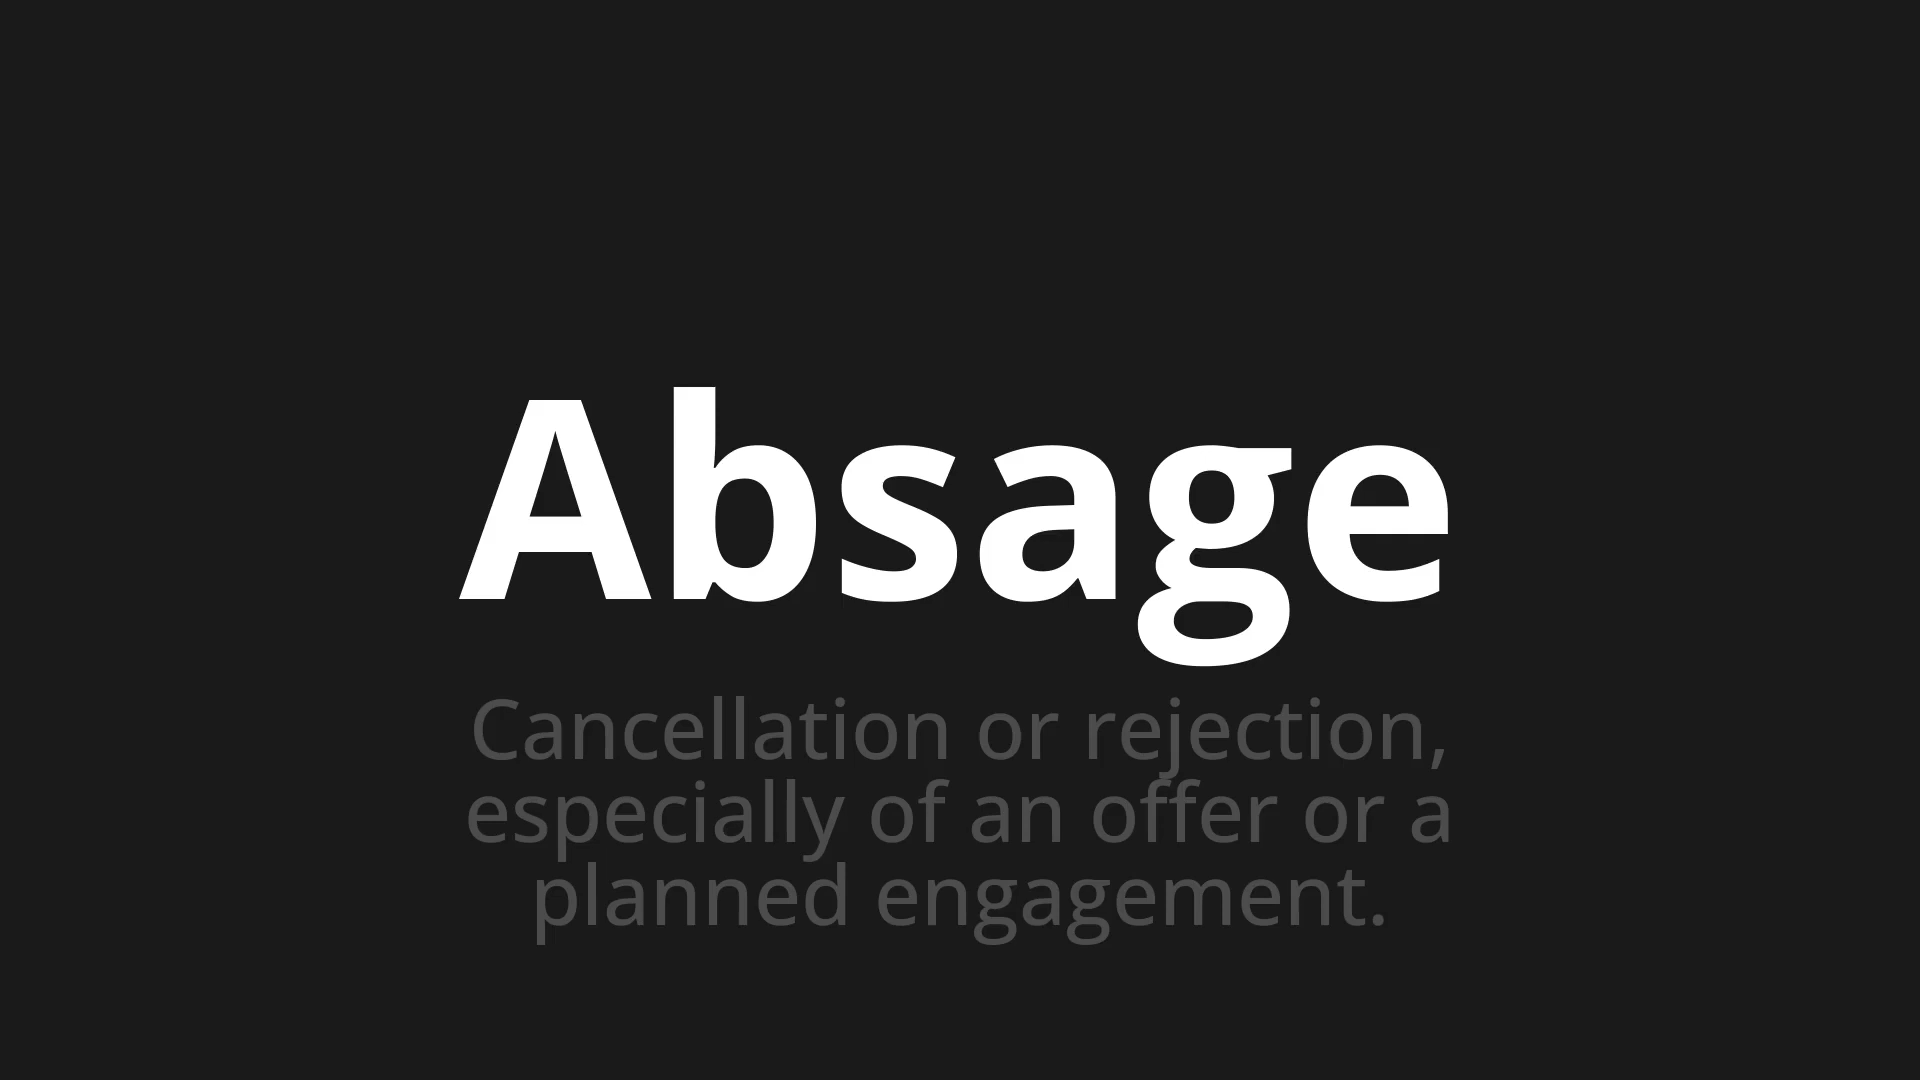 Absage
Cancellation or rejection,
especially of an offer or a
planned engagement.